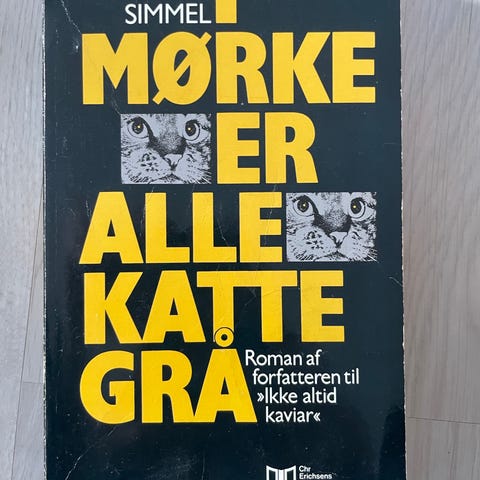 SIMMEL
MØRKE
ER
ALLE
KATTE
GRÅ
Roman af
forfatteren til
»Ikke altid
kaviar«
Chr
Erichsens